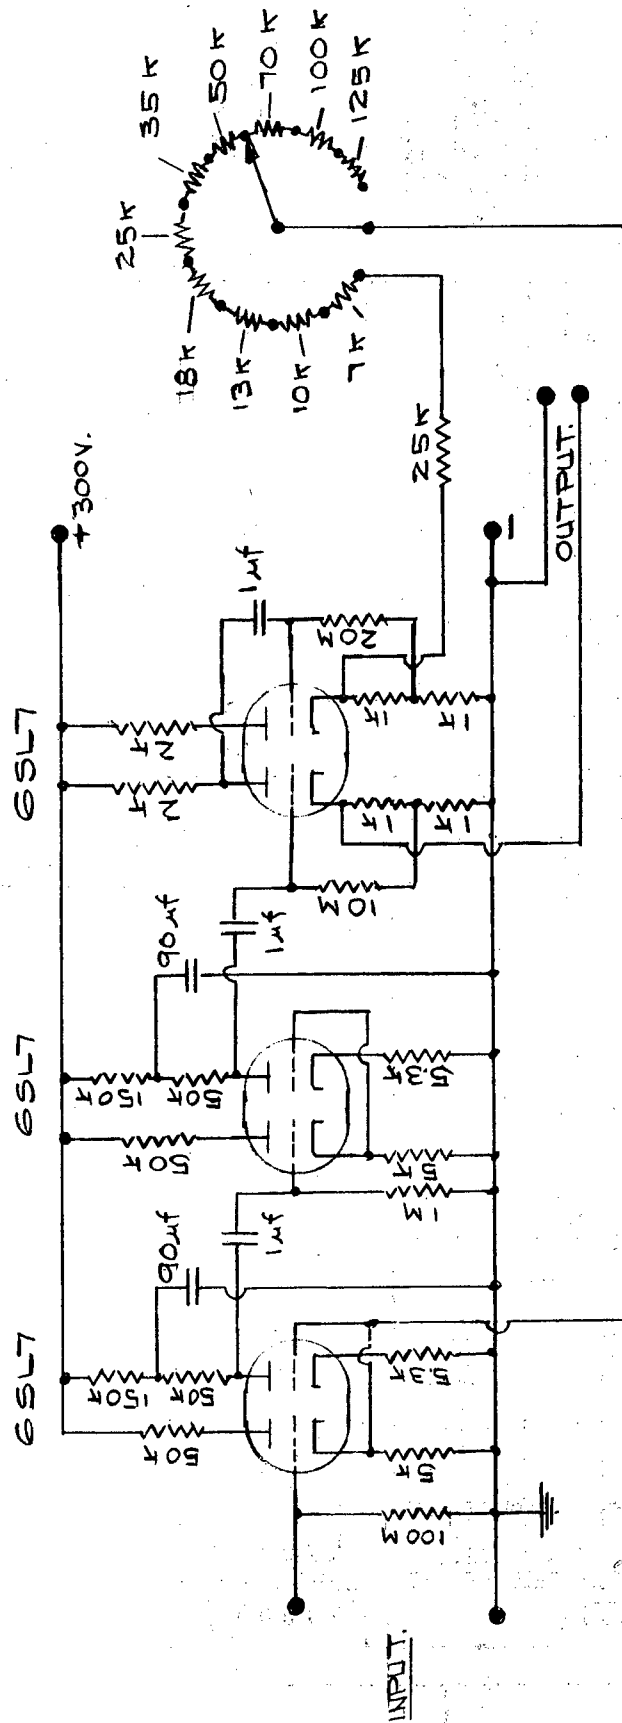 6SL7
6SL7
6SL7
+300V.
150K
50K
50K
90μf
1μf
5K
5.3K
100M
INPUT.
150K
50K
50K
90μf
1μf
1M
5K
5.3K
2K
2K
1μf
10M
20M
1K
1K
1K
1K
−
OUTPUT.
25K
7K
10K
13K
18K
25K
35K
50K
70K
100K
125K